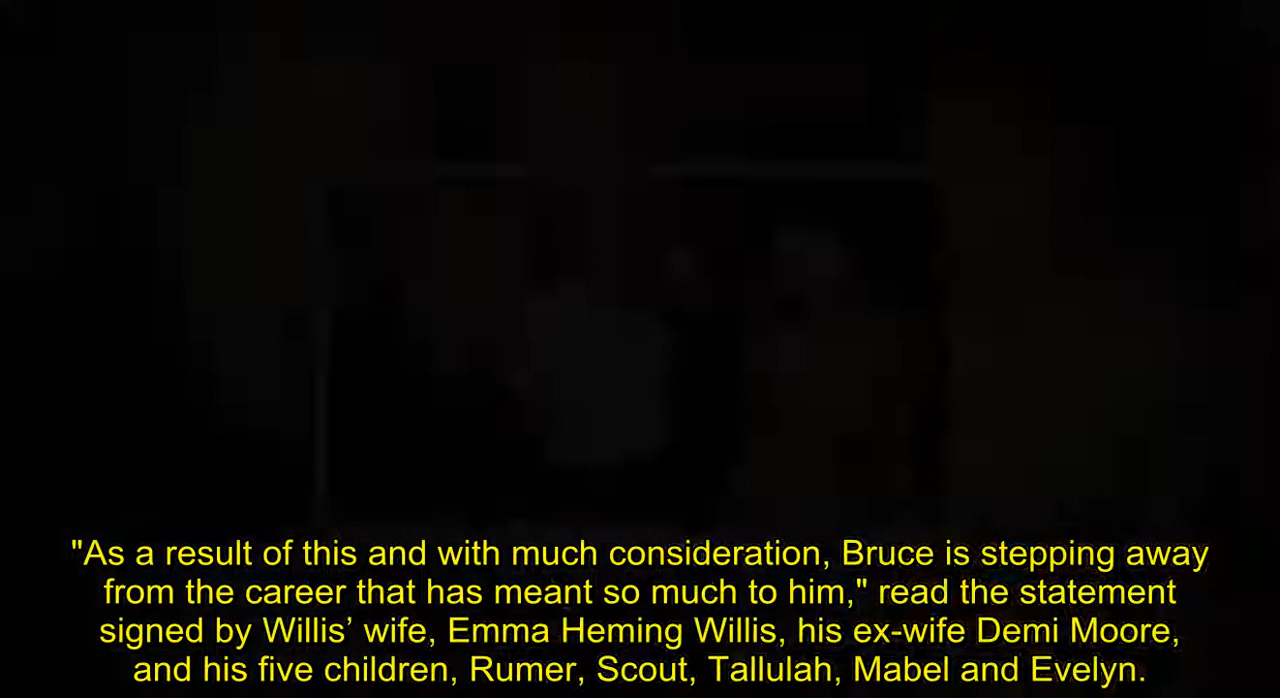 "As a result of this and with much consideration, Bruce is stepping away
from the career that has meant so much to him," read the statement
signed by Willis’ wife, Emma Heming Willis, his ex-wife Demi Moore,
and his five children, Rumer, Scout, Tallulah, Mabel and Evelyn.